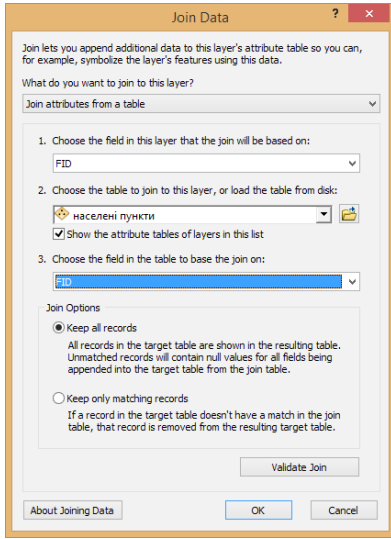 Join Data
? ×
Join lets you append additional data to this layer's attribute table so you can,
for example, symbolize the layer's features using this data.
What do you want to join to this layer?
Join attributes from a table
1. Choose the field in this layer that the join will be based on:
FID
2. Choose the table to join to this layer, or load the table from disk:
населені пункти
Show the attribute tables of layers in this list
3. Choose the field in the table to base the join on:
FID
Join Options
Keep all records
All records in the target table are shown in the resulting table.
Unmatched records will contain null values for all fields being
appended into the target table from the join table.
Keep only matching records
If a record in the target table doesn't have a match in the join
table, that record is removed from the resulting target table.
Validate Join
About Joining Data
OK
Cancel